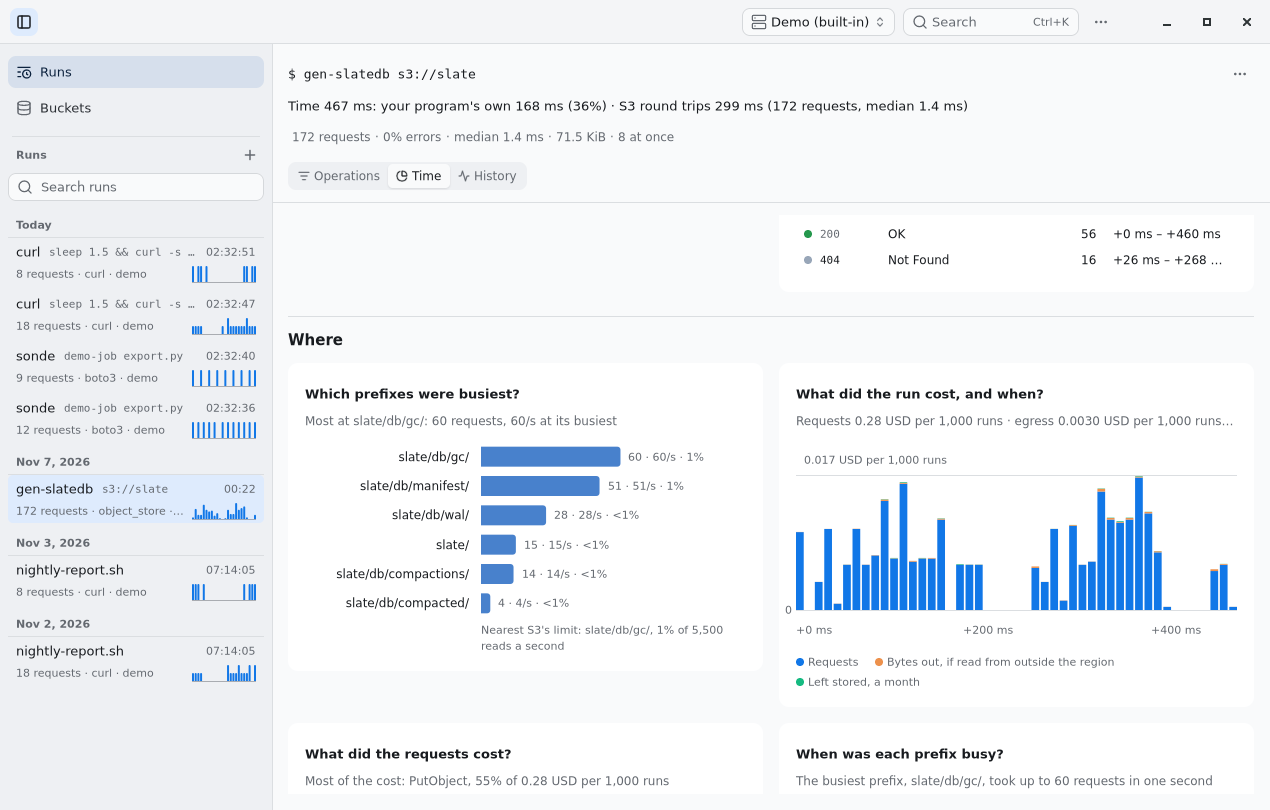 Demo (built-in)
Search Ctrl+K
Runs
Buckets
Runs
Search runs
Today
curl sleep 1.5 && curl -s … 02:32:51
8 requests · curl · demo
curl sleep 1.5 && curl -s … 02:32:47
18 requests · curl · demo
sonde demo-job export.py 02:32:40
9 requests · boto3 · demo
sonde demo-job export.py 02:32:36
12 requests · boto3 · demo
Nov 7, 2026
gen-slatedb s3://slate 00:22
172 requests · object_store ·…
Nov 3, 2026
nightly-report.sh 07:14:05
8 requests · curl · demo
Nov 2, 2026
nightly-report.sh 07:14:05
18 requests · curl · demo
$ gen-slatedb s3://slate
Time 467 ms: your program's own 168 ms (36%) · S3 round trips 299 ms (172 requests, median 1.4 ms)
172 requests · 0% errors · median 1.4 ms · 71.5 KiB · 8 at once
Operations Time History
200 OK 56 +0 ms – +460 ms
404 Not Found 16 +26 ms – +268 …
Where
Which prefixes were busiest?
Most at slate/db/gc/: 60 requests, 60/s at its busiest
slate/db/gc/ 60 · 60/s · 1%
slate/db/manifest/ 51 · 51/s · 1%
slate/db/wal/ 28 · 28/s · <1%
slate/ 15 · 15/s · <1%
slate/db/compactions/ 14 · 14/s · <1%
slate/db/compacted/ 4 · 4/s · <1%
Nearest S3's limit: slate/db/gc/, 1% of 5,500
reads a second
What did the run cost, and when?
Requests 0.28 USD per 1,000 runs · egress 0.0030 USD per 1,000 runs…
0.017 USD per 1,000 runs
0
+0 ms +200 ms +400 ms
Requests Bytes out, if read from outside the region
Left stored, a month
What did the requests cost?
Most of the cost: PutObject, 55% of 0.28 USD per 1,000 runs
When was each prefix busy?
The busiest prefix, slate/db/gc/, took up to 60 requests in one second